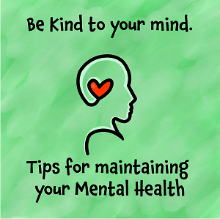 Be Kind to your mind.
Tips for maintaining
your Mental Health